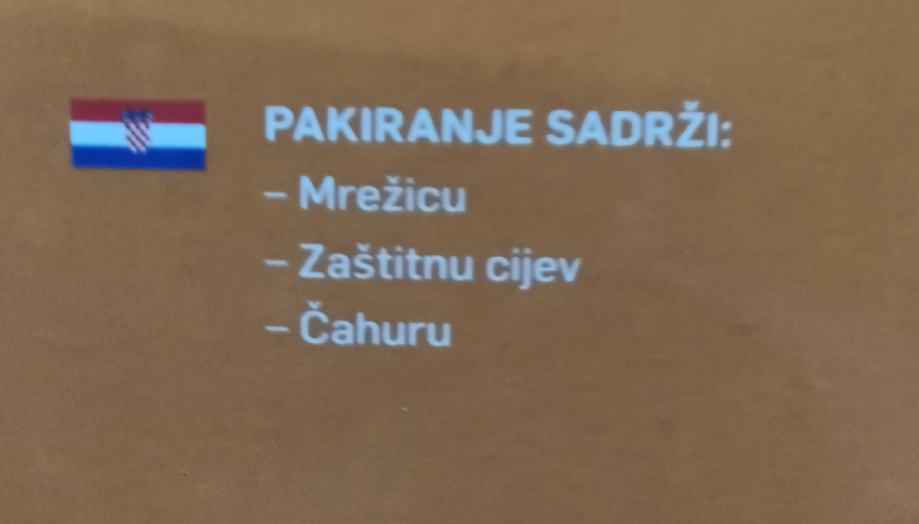 PAKIRANJE SADRŽI:
– Mrežicu
– Zaštitnu cijev
– Čahuru